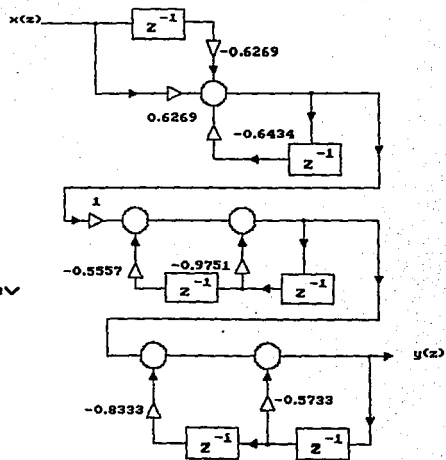 x(z)
z⁻¹
-0.6269
0.6269
-0.6434
z⁻¹
1
-0.5557
-0.9751
z⁻¹
z⁻¹
y(z)
-0.8333
-0.5733
z⁻¹
z⁻¹